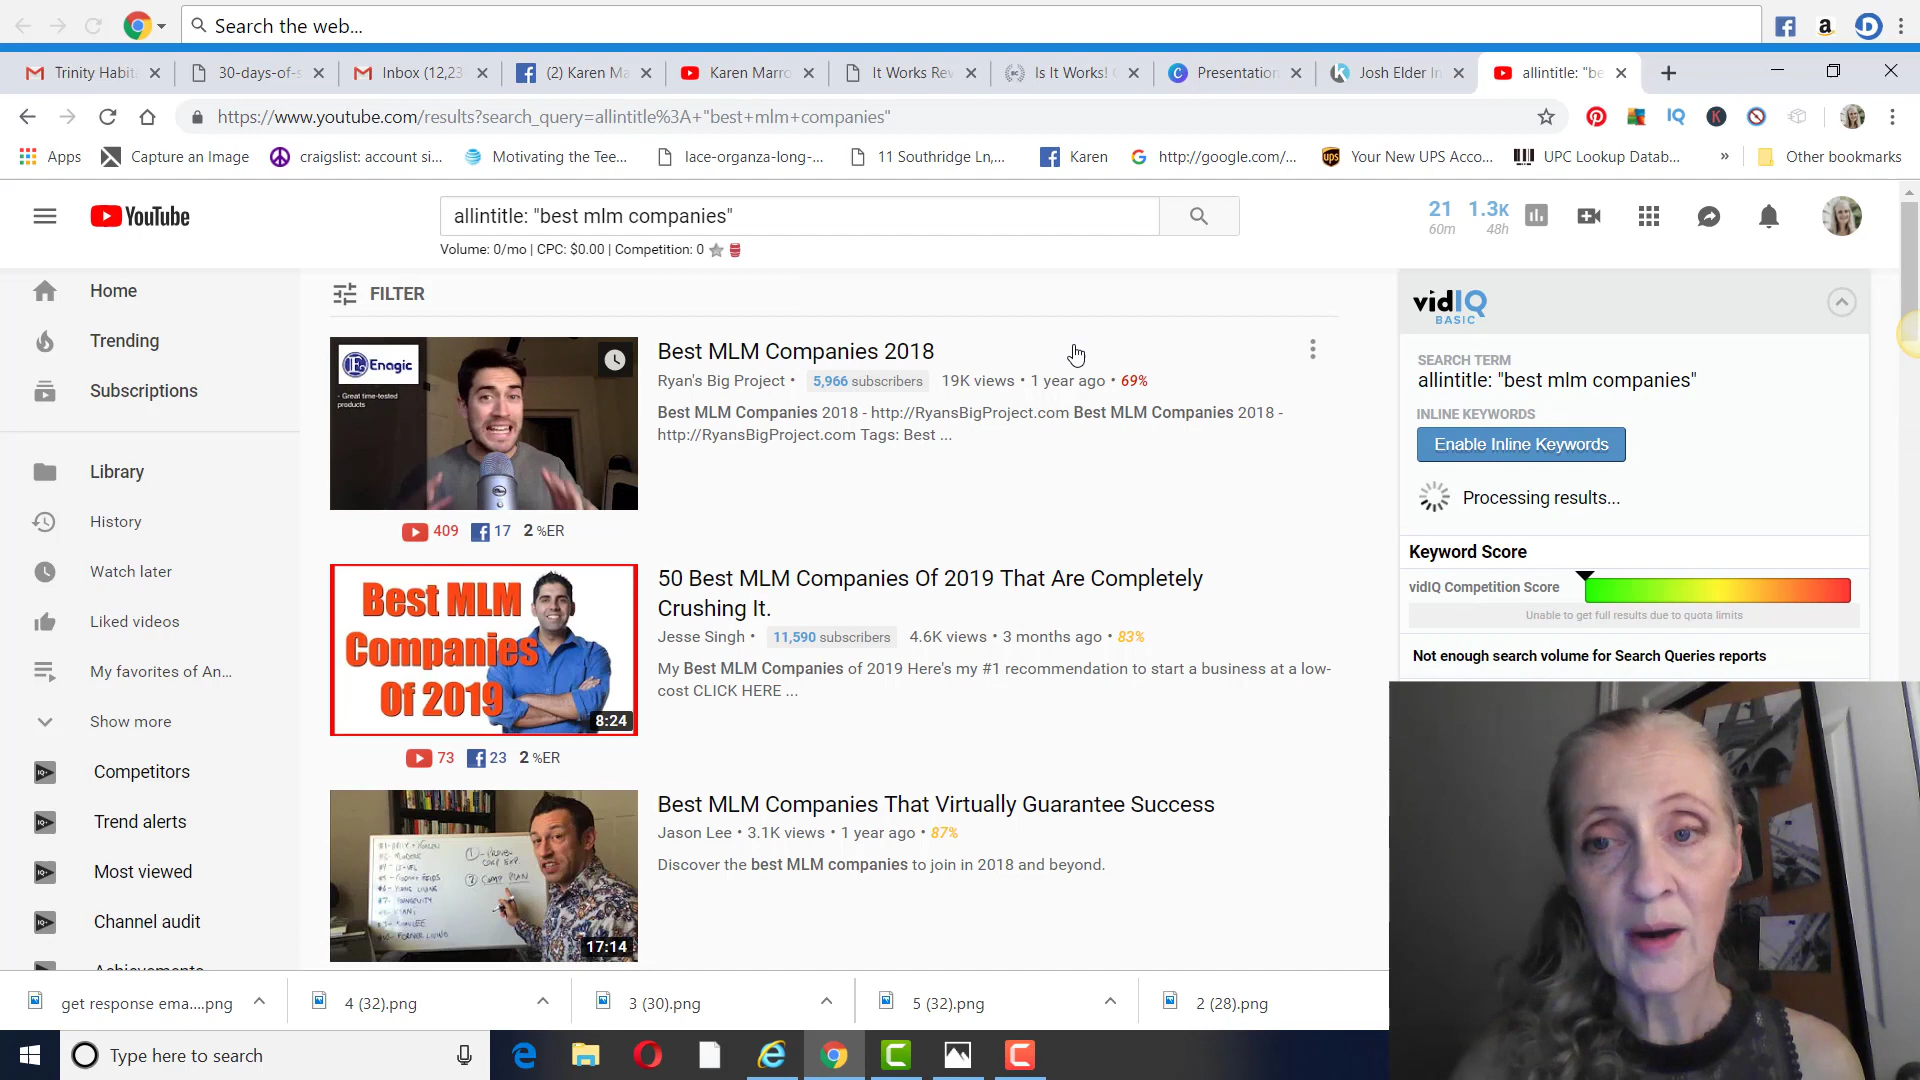 Search the web...
a
Trinity Habit
30-days-of-s
Inbox (12,23
(2) Karen Ma
Karen Marro
It Works Rev
Is It Works!
Presentation
Josh Elder In
allintitle: "be
https://www.youtube.com/results?search_query=allintitle%3A+"best+mlm+companies"
IQ
K
Apps
Capture an Image
craigslist: account si...
Motivating the Tee...
lace-organza-long-...
11 Southridge Ln,...
Karen
http://google.com/...
Your New UPS Acco...
UPC Lookup Datab...
»
Other bookmarks
YouTube
allintitle: "best mlm companies"
21
60m
1.3K
48h
Volume: 0/mo | CPC: $0.00 | Competition: 0
Home
Trending
Subscriptions
Library
History
Watch later
Liked videos
My favorites of An...
Show more
Competitors
Trend alerts
Most viewed
Channel audit
Achievements
FILTER
Enagic
- Great time-tested
products
Best MLM Companies 2018
Ryan's Big Project • 5,966 subscribers 19K views • 1 year ago • 69%
Best MLM Companies 2018 - http://RyansBigProject.com Best MLM Companies 2018 -
http://RyansBigProject.com Tags: Best ...
409 17 2 %ER
Best MLM
Companies
Of 2019
8:24
50 Best MLM Companies Of 2019 That Are Completely
Crushing It.
Jesse Singh • 11,590 subscribers 4.6K views • 3 months ago • 83%
My Best MLM Companies of 2019 Here's my #1 recommendation to start a business at a low-
cost CLICK HERE ...
73 23 2 %ER
17:14
Best MLM Companies That Virtually Guarantee Success
Jason Lee • 3.1K views • 1 year ago • 87%
Discover the best MLM companies to join in 2018 and beyond.
vidIQ
BASIC
SEARCH TERM
allintitle: "best mlm companies"
INLINE KEYWORDS
Enable Inline Keywords
Processing results...
Keyword Score
vidIQ Competition Score
Unable to get full results due to quota limits
Not enough search volume for Search Queries reports
get response ema....png
4 (32).png
3 (30).png
5 (32).png
2 (28).png
Type here to search